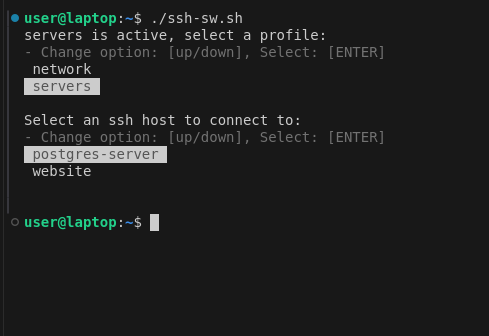 user@laptop:~$ ./ssh-sw.sh
servers is active, select a profile:
- Change option: [up/down], Select: [ENTER]
network
servers
Select an ssh host to connect to:
- Change option: [up/down], Select: [ENTER]
postgres-server
website
user@laptop:~$